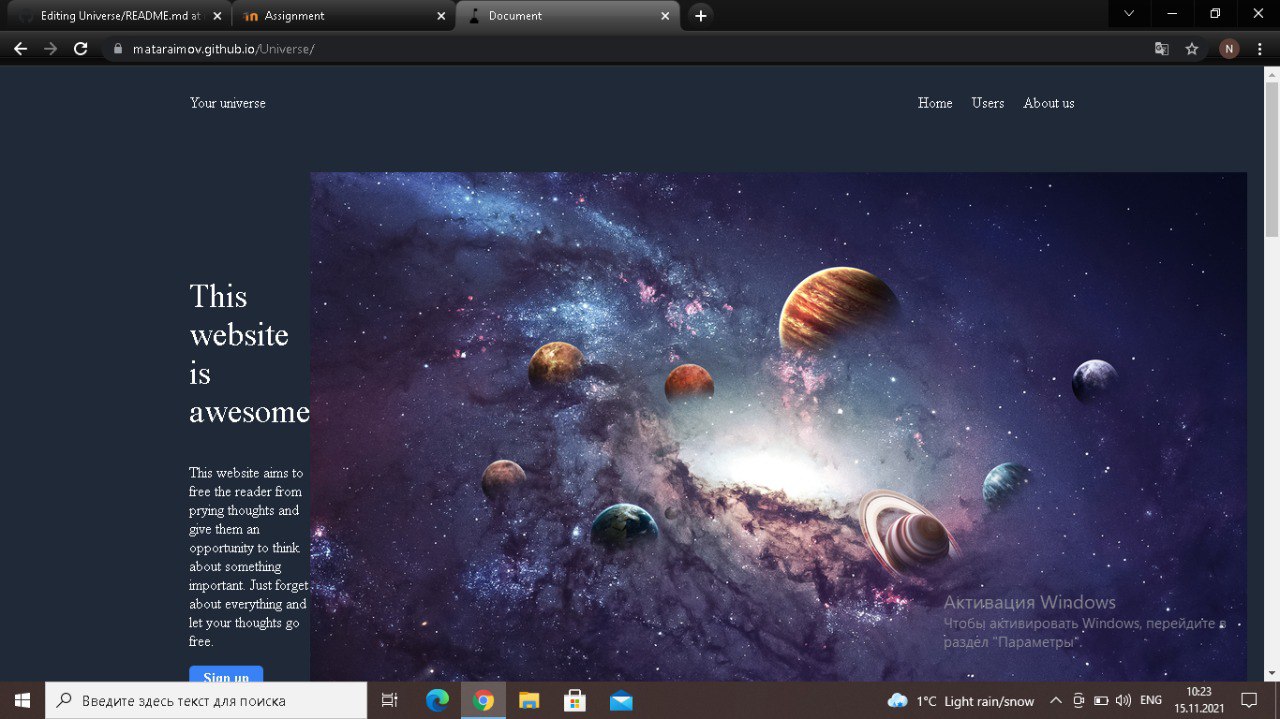 Editing Universe/README.md at
Assignment
Document
mataraimov.github.io/Universe/
N
Your universe
Home Users About us
This
website
is
awesome
This website aims to
free the reader from
prying thoughts and
give them an
opportunity to think
about something
important. Just forget
about everything and
let your thoughts go
free.
Sign up
Активация Windows
Чтобы активировать Windows, перейдите в
раздел "Параметры".
Введите здесь текст для поиска
1°C Light rain/snow
ENG
10:23
15.11.2021